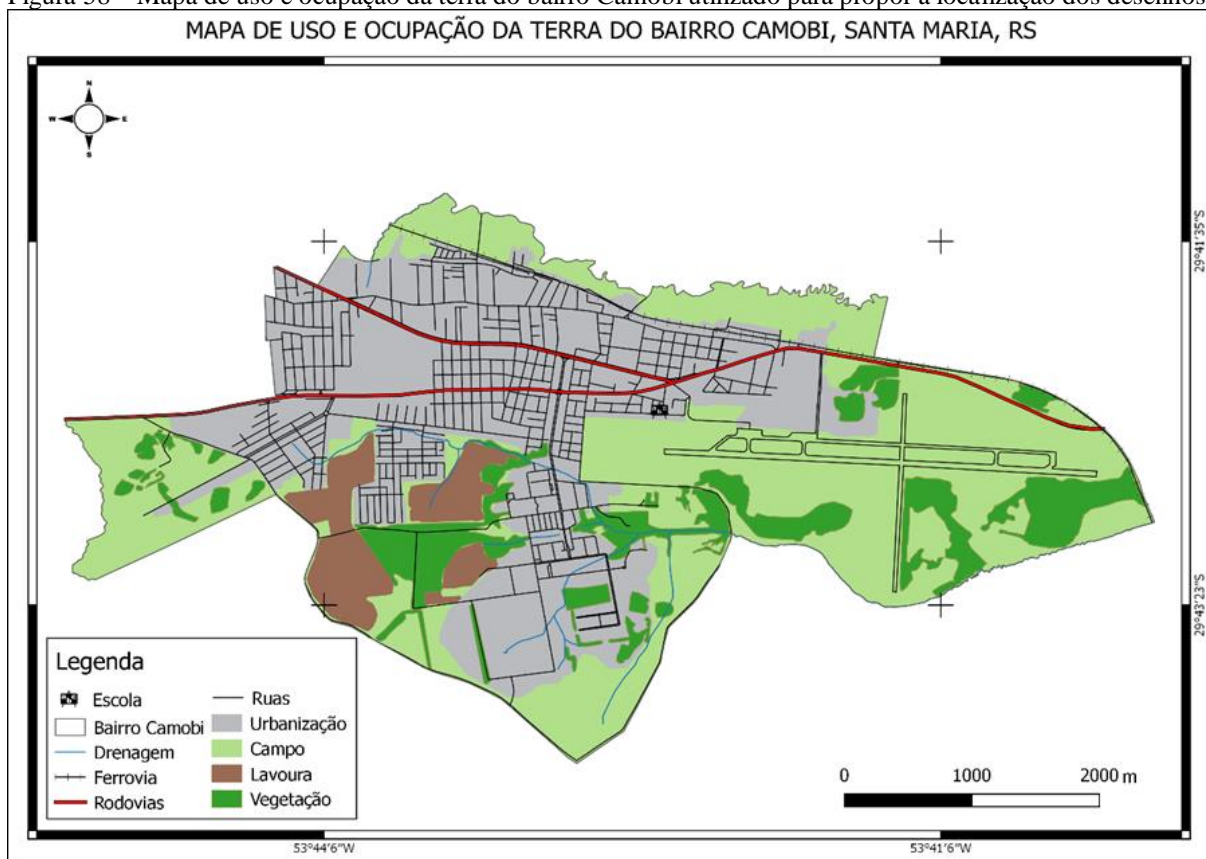 Figura 38 – Mapa de uso e ocupação da terra do bairro Camobi utilizado para propor a localização dos desenhos
MAPA DE USO E OCUPAÇÃO DA TERRA DO BAIRRO CAMOBI, SANTA MARIA, RS
N
W E
S
29°41'35"S
29°43'23"S
Legenda
Escola
Bairro Camobi
Drenagem
Ferrovia
Rodovias
Ruas
Urbanização
Campo
Lavoura
Vegetação
0 1000 2000 m
53°44'6"W 53°41'6"W